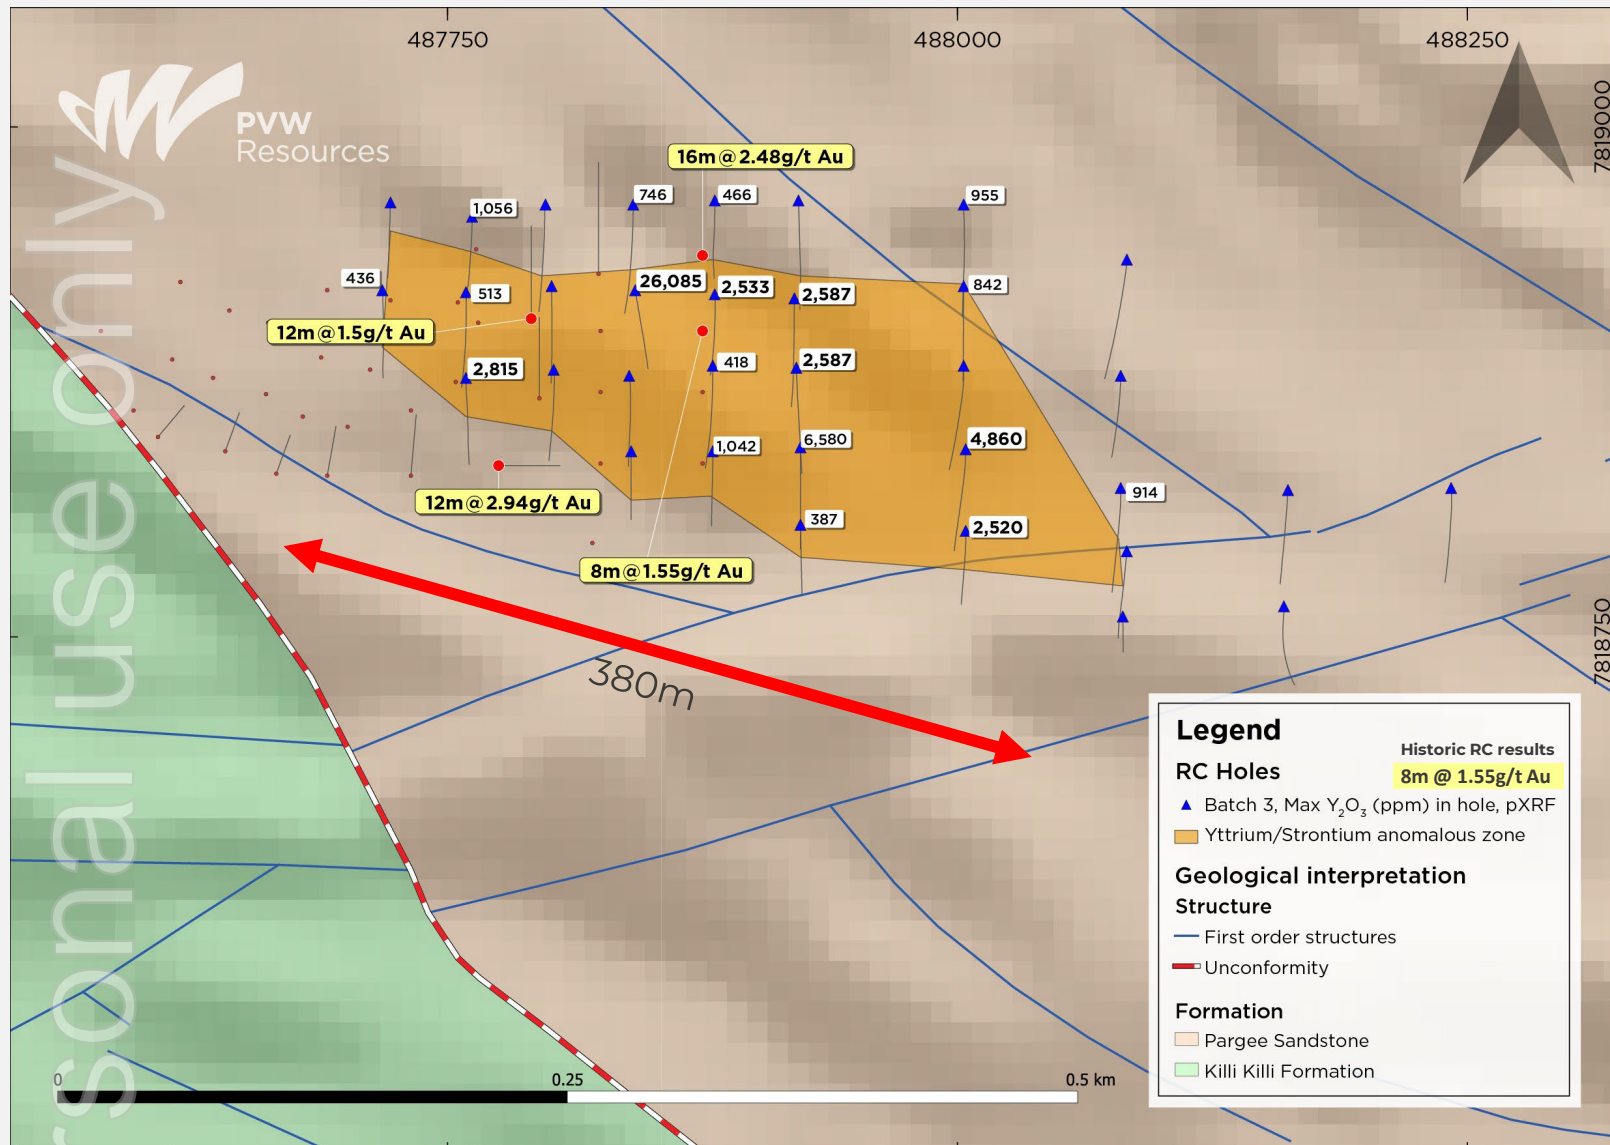 487750
488000
488250
7819000
PVW
Resources
16m@2.48g/t Au
1,056
746
466
955
436
513
26,085
2,533
2,587
842
12m@1.5g/t Au
2,815
418
2,587
1,042
6,580
4,860
12m@2.94g/t Au
914
387
2,520
8m@1.55g/t Au
7818750
380m
rsonal use only
Legend
Historic RC results
RC Holes
8m @ 1.55g/t Au
Batch 3, Max Y₂O₃ (ppm) in hole, pXRF
Yttrium/Strontium anomalous zone
Geological interpretation
Structure
First order structures
Unconformity
Formation
Pargee Sandstone
Killi Killi Formation
0
0.25
0.5 km